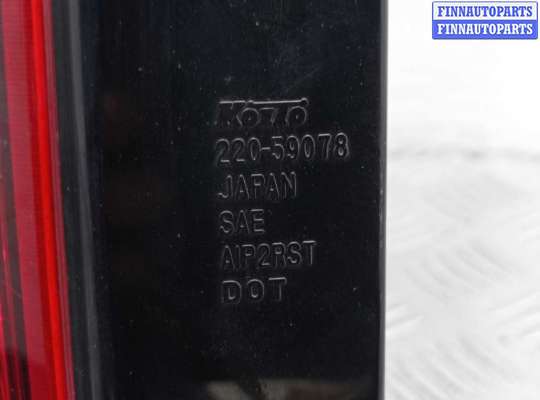 FINNAUTOPARTS
FINNAUTOPARTS
KOITO
220-59078
JAPAN
SAE
AIP2RST
DOT